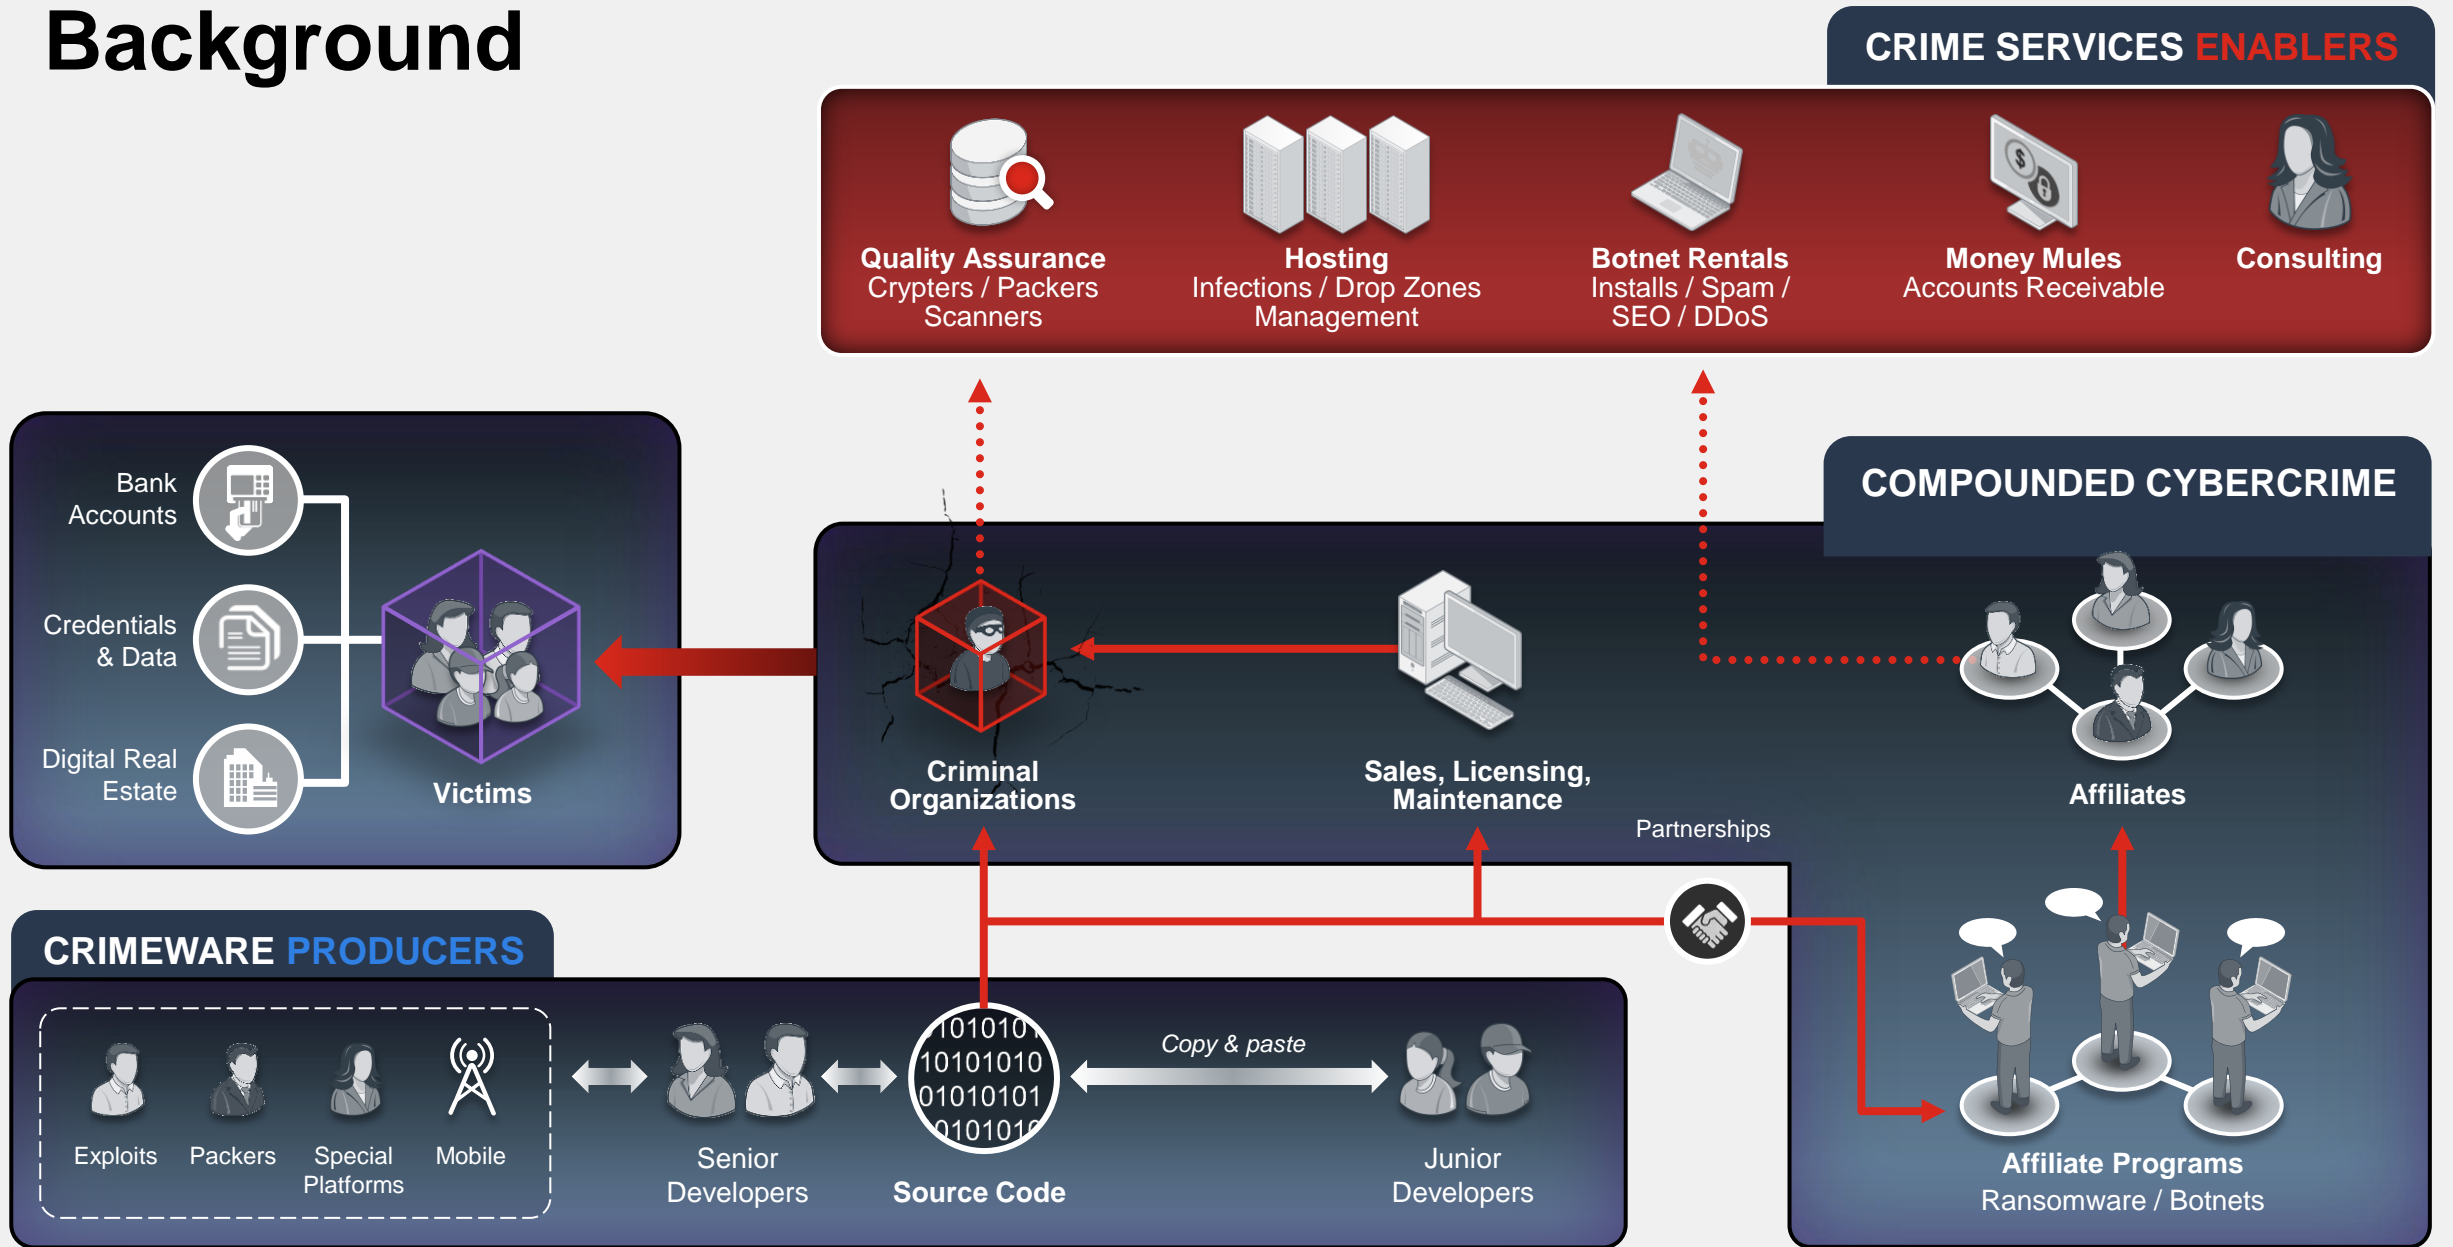 Background
CRIME SERVICES ENABLERS
Quality Assurance
Crypters / Packers
Scanners
Hosting
Infections / Drop Zones
Management
Botnet Rentals
Installs / Spam /
SEO / DDoS
$
Money Mules
Accounts Receivable
Consulting
Bank
Accounts
Credentials
& Data
Digital Real
Estate
Victims
COMPOUNDED CYBERCRIME
Criminal
Organizations
Sales, Licensing,
Maintenance
Partnerships
Affiliates
Affiliate Programs
Ransomware / Botnets
CRIMEWARE PRODUCERS
Exploits
Packers
Special
Platforms
Mobile
Senior
Developers
0101010
10101010
01010101
0101010
Source Code
Copy & paste
Junior
Developers